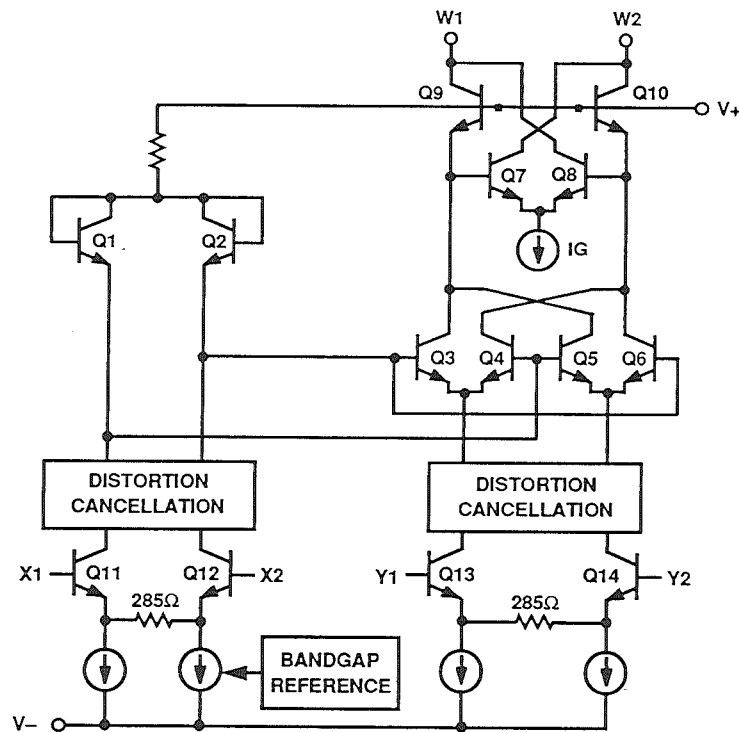 W1 W2
Q9 Q10
V+
Q7 Q8
Q1 Q2
IG
Q3 Q4 Q5 Q6
DISTORTION
CANCELLATION
DISTORTION
CANCELLATION
X1 Q11 Q12 X2
Y1 Q13 Q14 Y2
285Ω
285Ω
BANDGAP
REFERENCE
V–